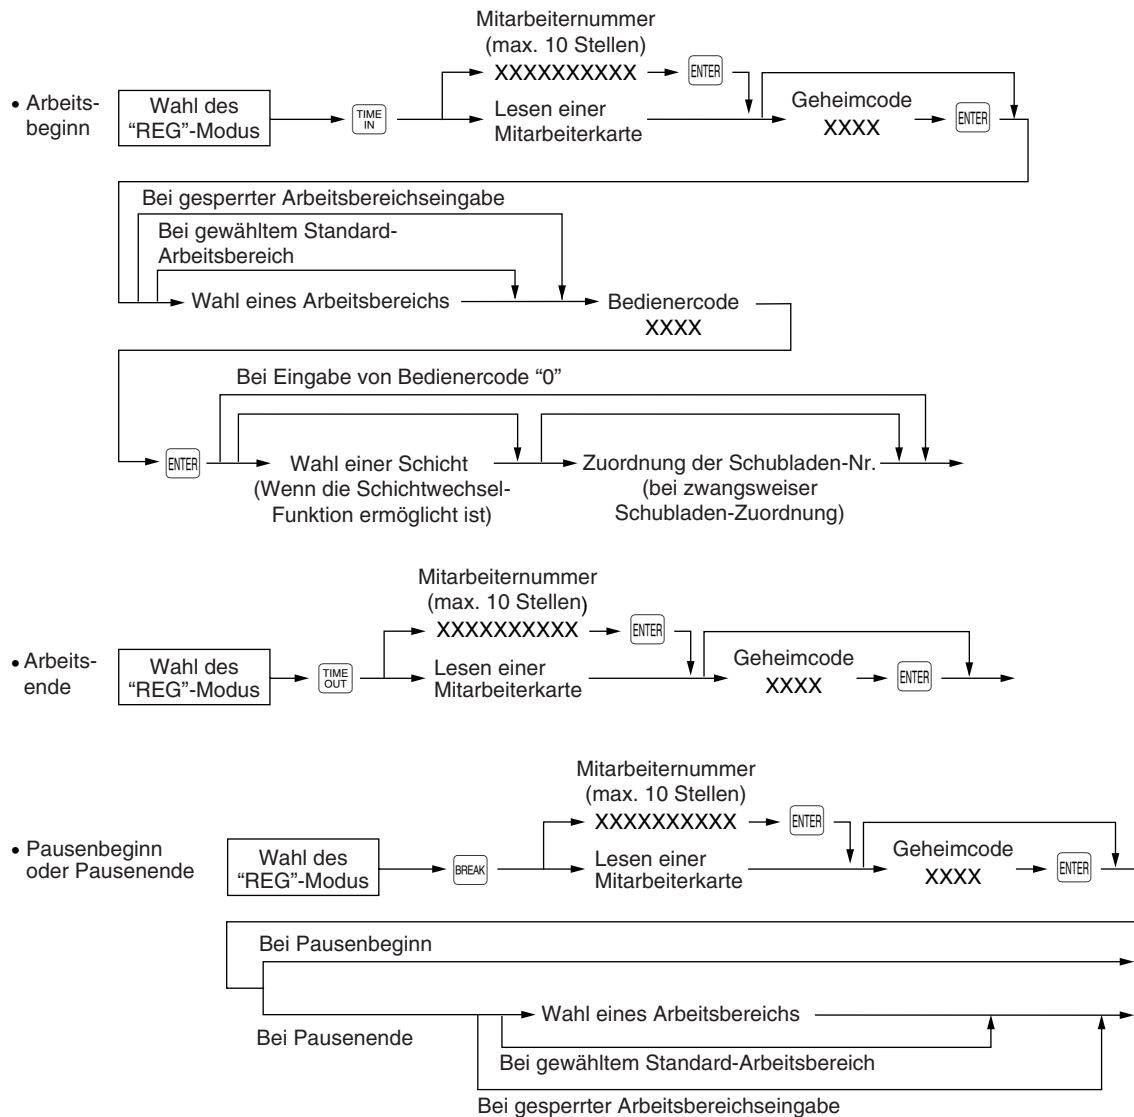 Mitarbeiternummer
(max. 10 Stellen)
XXXXXXXXXX
ENTER
• Arbeits-
beginn
Wahl des
“REG”-Modus
TIME
IN
Lesen einer
Mitarbeiterkarte
Geheimcode
XXXX
ENTER
Bei gesperrter Arbeitsbereichseingabe
Bei gewähltem Standard-
Arbeitsbereich
Wahl eines Arbeitsbereichs
Bedienercode
XXXX
Bei Eingabe von Bedienercode “0”
ENTER
Wahl einer Schicht
(Wenn die Schichtwechsel-
Funktion ermöglicht ist)
Zuordnung der Schubladen-Nr.
(bei zwangsweiser
Schubladen-Zuordnung)
Mitarbeiternummer
(max. 10 Stellen)
XXXXXXXXXX
ENTER
• Arbeits-
ende
Wahl des
“REG”-Modus
TIME
OUT
Lesen einer
Mitarbeiterkarte
Geheimcode
XXXX
ENTER
Mitarbeiternummer
(max. 10 Stellen)
XXXXXXXXXX
ENTER
• Pausenbeginn
oder Pausenende
Wahl des
“REG”-Modus
BREAK
Lesen einer
Mitarbeiterkarte
Geheimcode
XXXX
ENTER
Bei Pausenbeginn
Wahl eines Arbeitsbereichs
Bei Pausenende
Bei gewähltem Standard-Arbeitsbereich
Bei gesperrter Arbeitsbereichseingabe